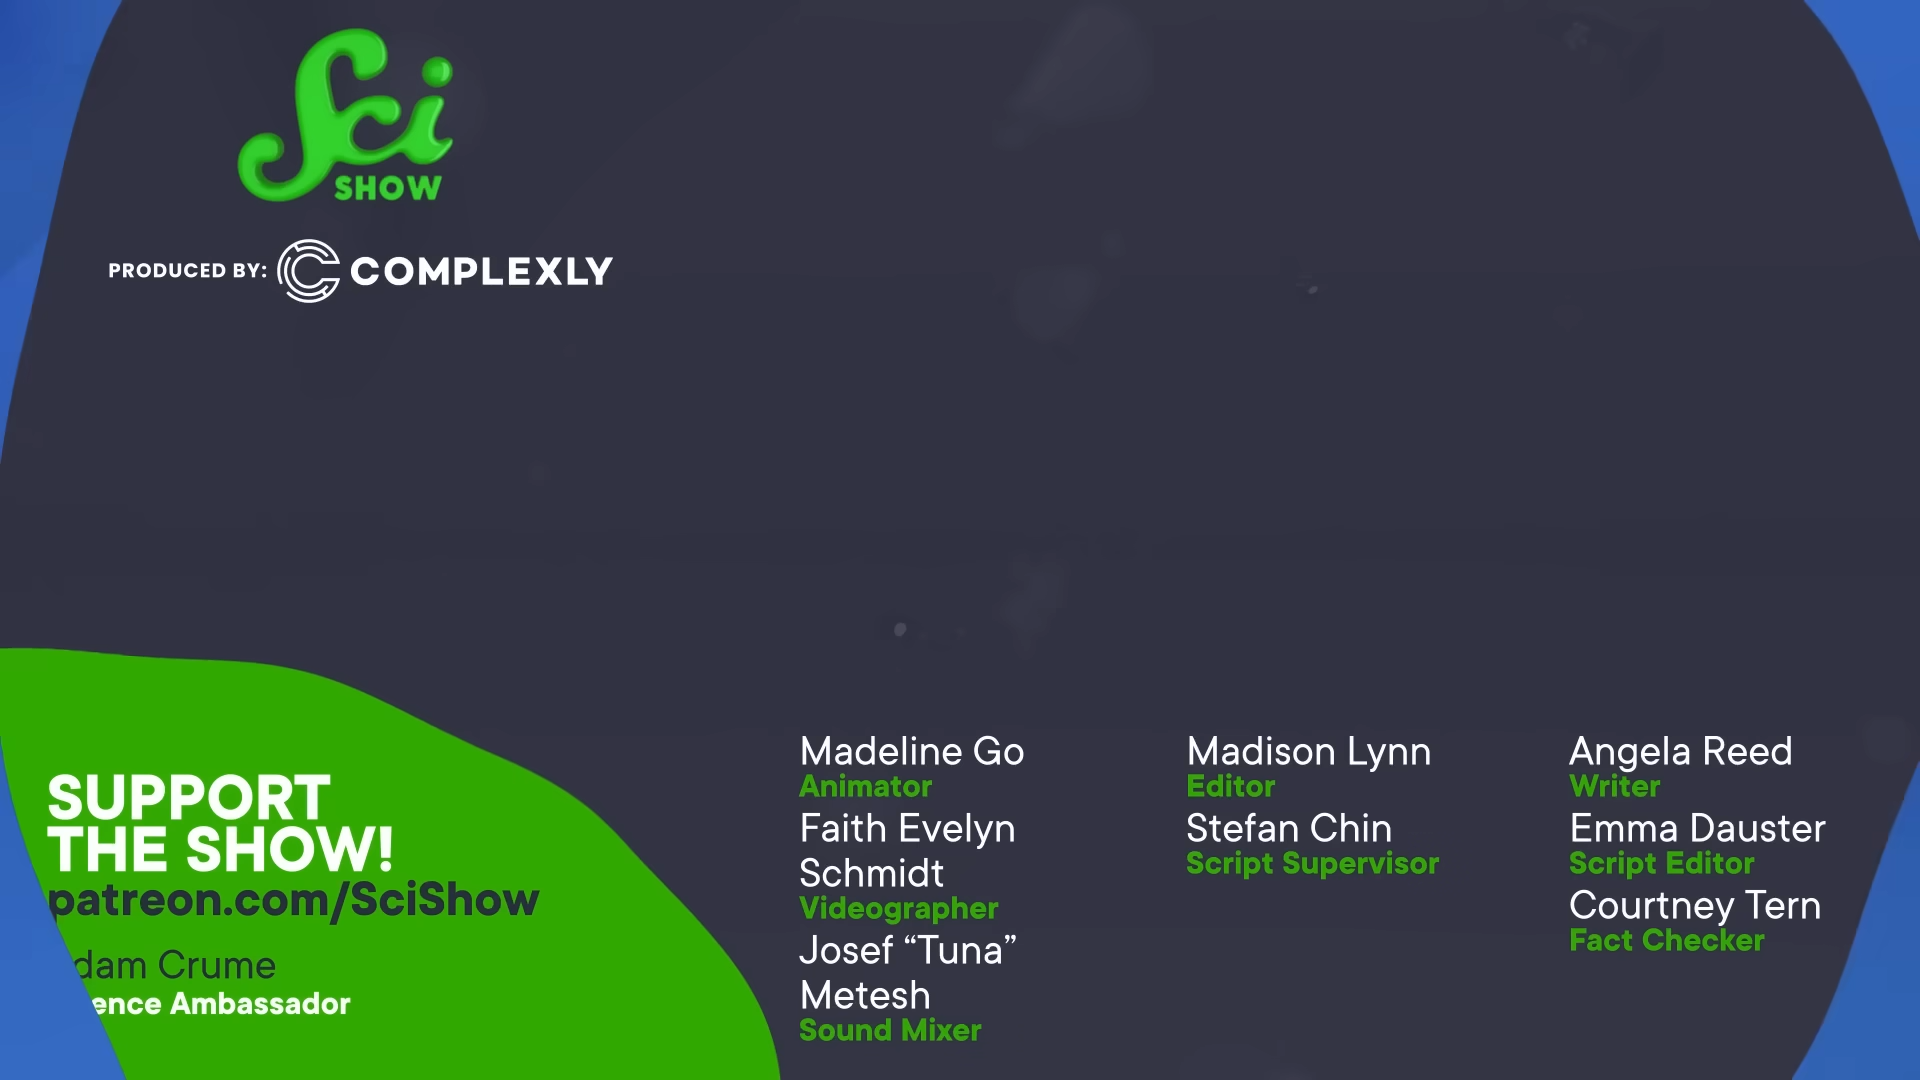 Sci
SHOW
PRODUCED BY: COMPLEXLY
SUPPORT
THE SHOW!
patreon.com/SciShow
dam Crume
ence Ambassador
Madeline Go
Animator
Faith Evelyn
Schmidt
Videographer
Josef “Tuna”
Metesh
Sound Mixer
Madison Lynn
Editor
Stefan Chin
Script Supervisor
Angela Reed
Writer
Emma Dauster
Script Editor
Courtney Tern
Fact Checker